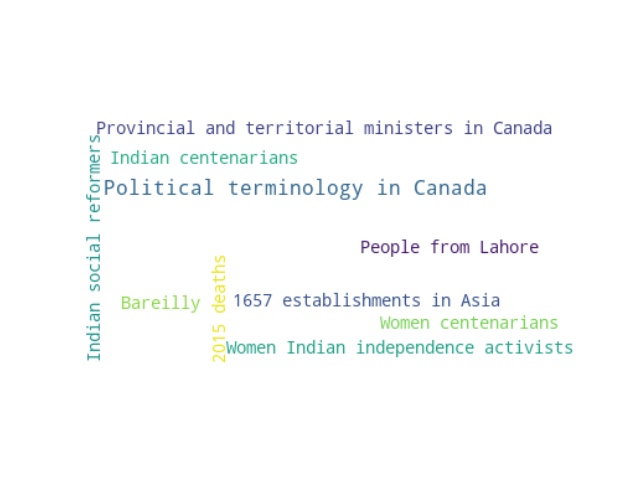 Provincial and territorial ministers in Canada
Indian centenarians
Political terminology in Canada
Indian social reformers
People from Lahore
2015 deaths
Bareilly
1657 establishments in Asia
Women centenarians
Women Indian independence activists